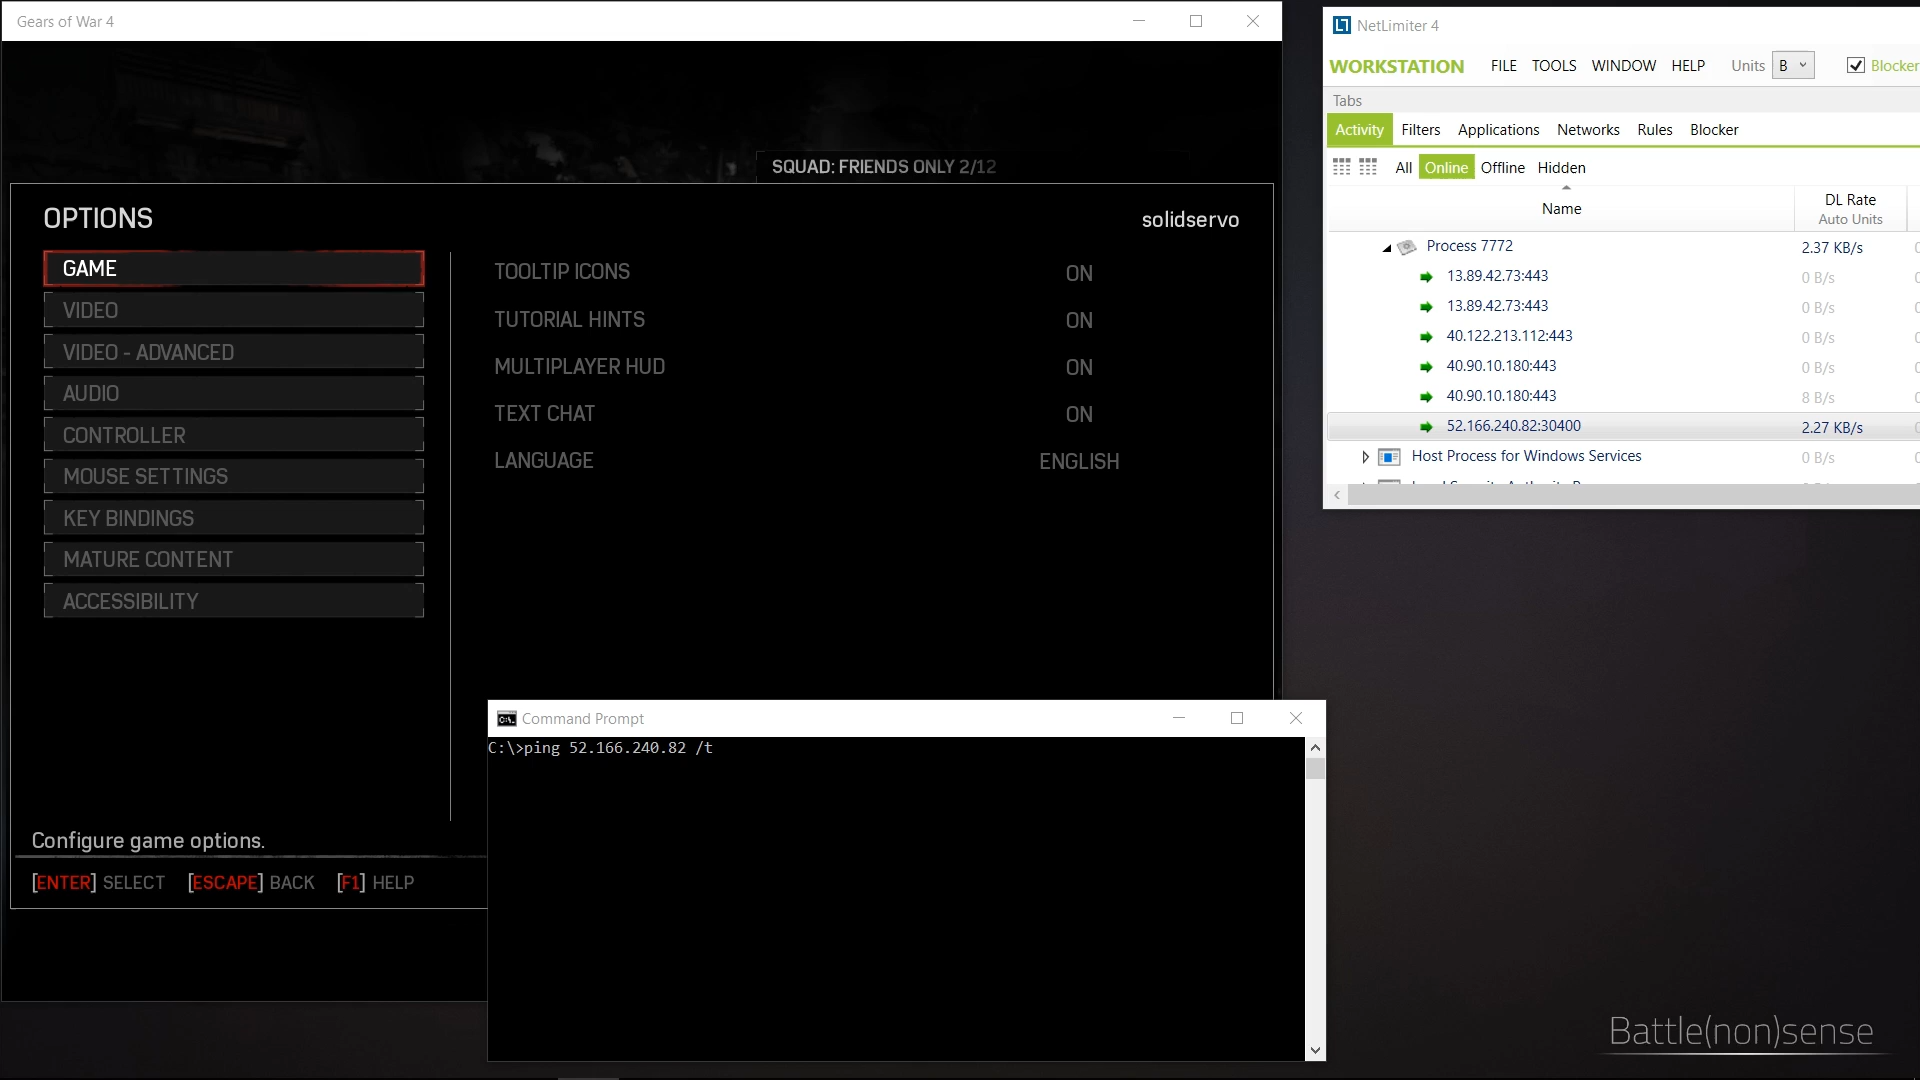 Gears of War 4
SQUAD: FRIENDS ONLY 2/12
OPTIONS
solidservo
GAME
VIDEO
VIDEO - ADVANCED
AUDIO
CONTROLLER
MOUSE SETTINGS
KEY BINDINGS
MATURE CONTENT
ACCESSIBILITY
TOOLTIP ICONS ON
TUTORIAL HINTS ON
MULTIPLAYER HUD ON
TEXT CHAT ON
LANGUAGE ENGLISH
Configure game options.
[ENTER] SELECT [ESCAPE] BACK [F1] HELP
Command Prompt
C:\>ping 52.166.240.82 /t
NetLimiter 4
WORKSTATION FILE TOOLS WINDOW HELP Units B Blocker
Tabs
Activity Filters Applications Networks Rules Blocker
All Online Offline Hidden
Name DL Rate
Auto Units
Process 7772 2.37 KB/s
13.89.42.73:443 0 B/s
13.89.42.73:443 0 B/s
40.122.213.112:443 0 B/s
40.90.10.180:443 0 B/s
40.90.10.180:443 8 B/s
52.166.240.82:30400 2.27 KB/s
Host Process for Windows Services 0 B/s
Battle(non)sense